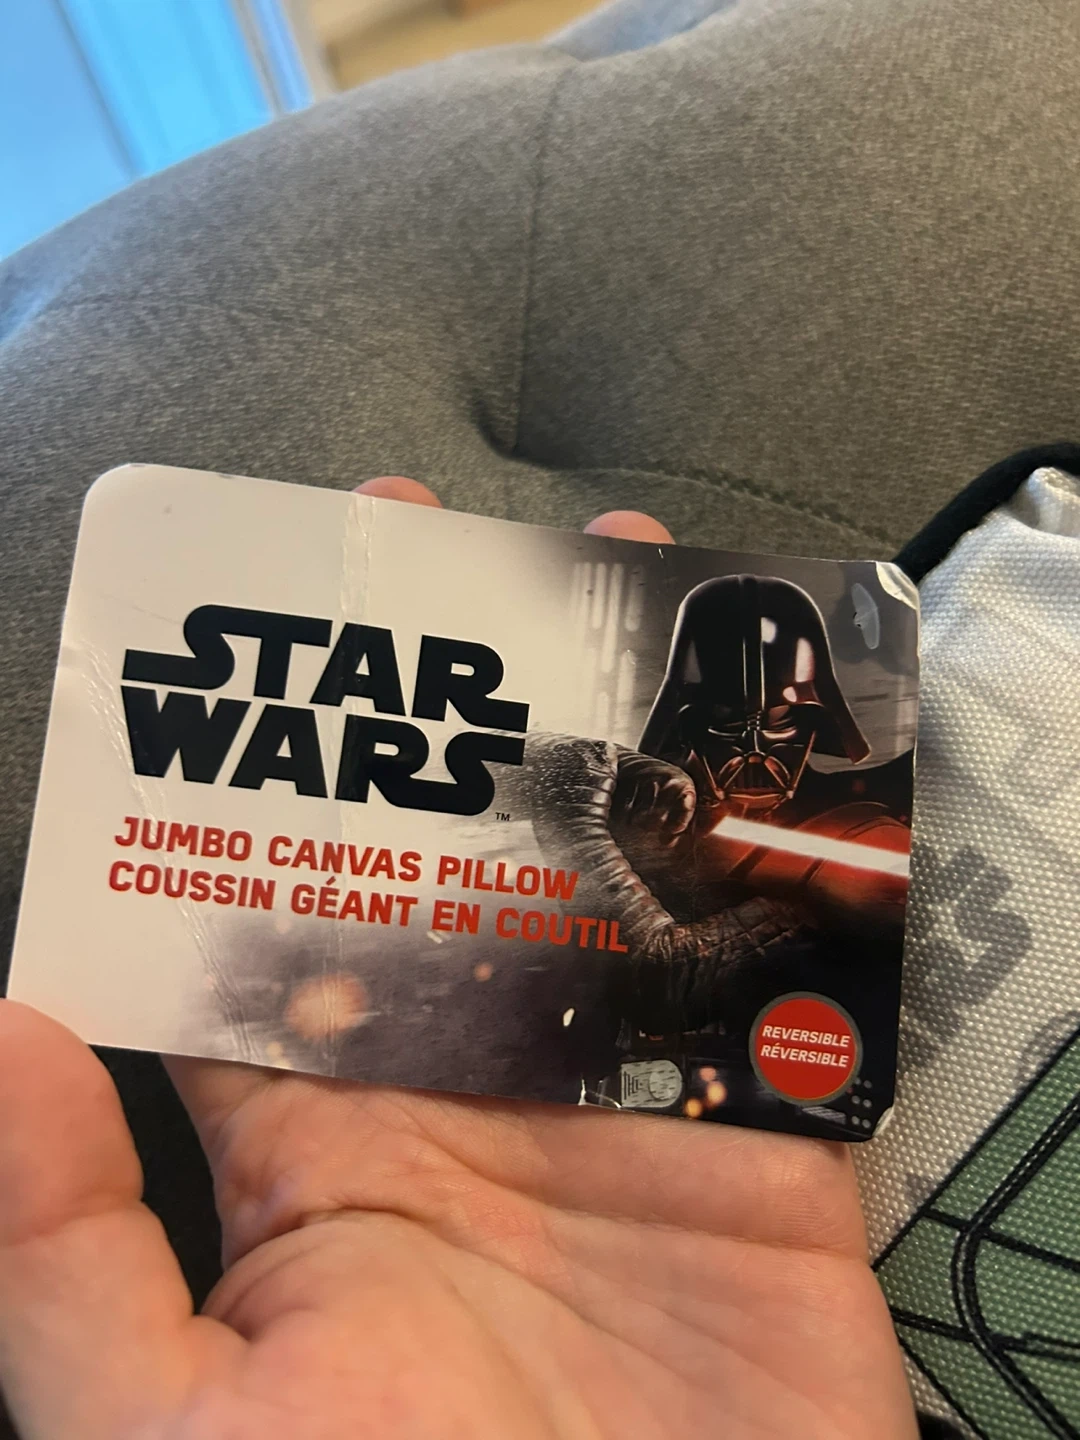 STAR
WARS
TM
JUMBO CANVAS PILLOW
COUSSIN GÉANT EN COUTIL
REVERSIBLE
RÉVERSIBLE